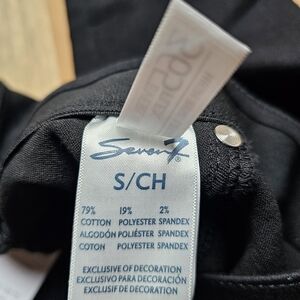 Seven7®
S/CH
79% 19% 2%
COTTON POLYESTER SPANDEX
ALGODÓN POLIÉSTER SPANDEX
COTON POLYESTER SPANDEX
EXCLUSIVE OF DECORATION
EXCLUSIVO PARA DECORACIÓN
EXCLUSIF DE DECORATION